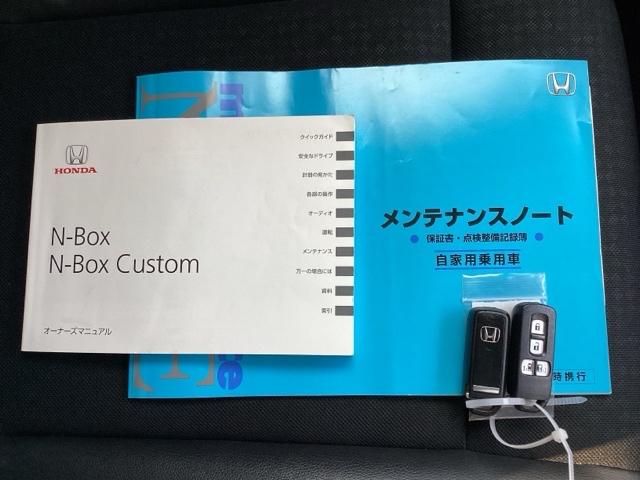 HONDA
N-Box
N-Box Custom
オーナーズマニュアル
クイックガイド
安全なドライブ
計器の見かた
各部の操作
オーディオ
運転
メンテナンス
万一の場合には
資料
索引
メンテナンスノート
● 保証書・点検整備記録簿 ●
自家用乗用車
時携行